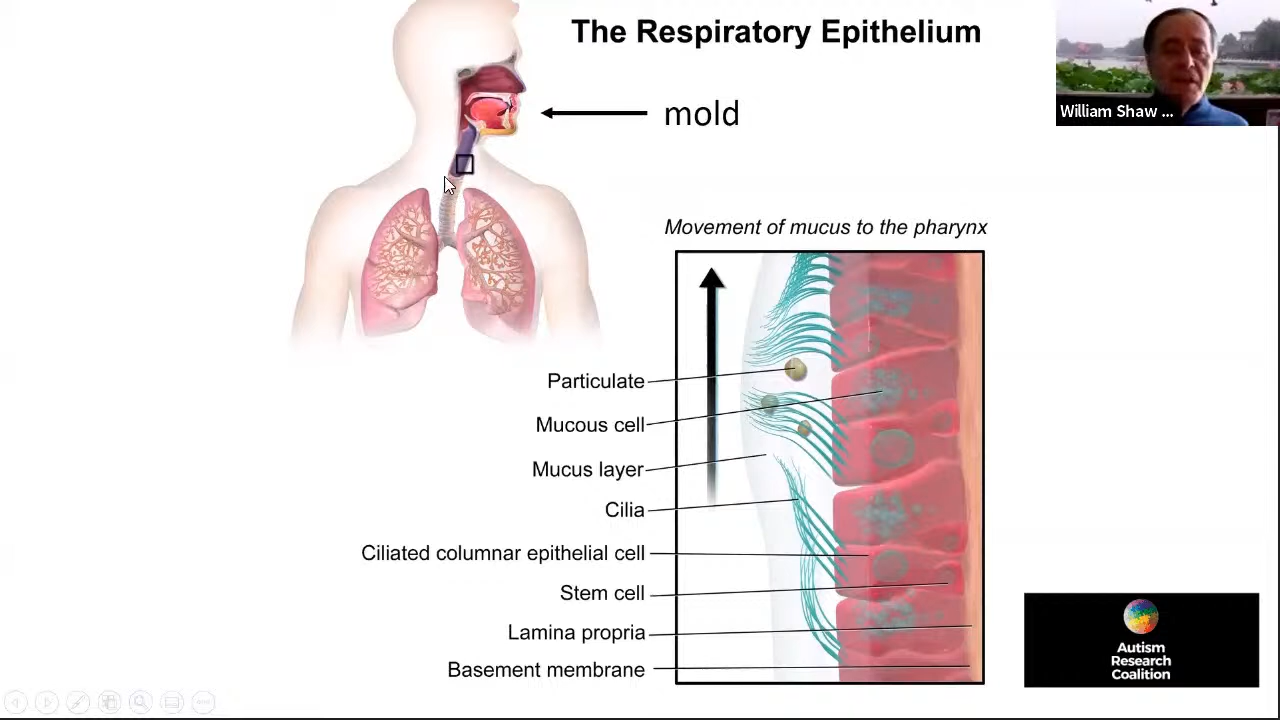 The Respiratory Epithelium
mold
William Shaw ...
Movement of mucus to the pharynx
Particulate
Mucous cell
Mucus layer
Cilia
Ciliated columnar epithelial cell
Stem cell
Lamina propria
Basement membrane
Autism
Research
Coalition